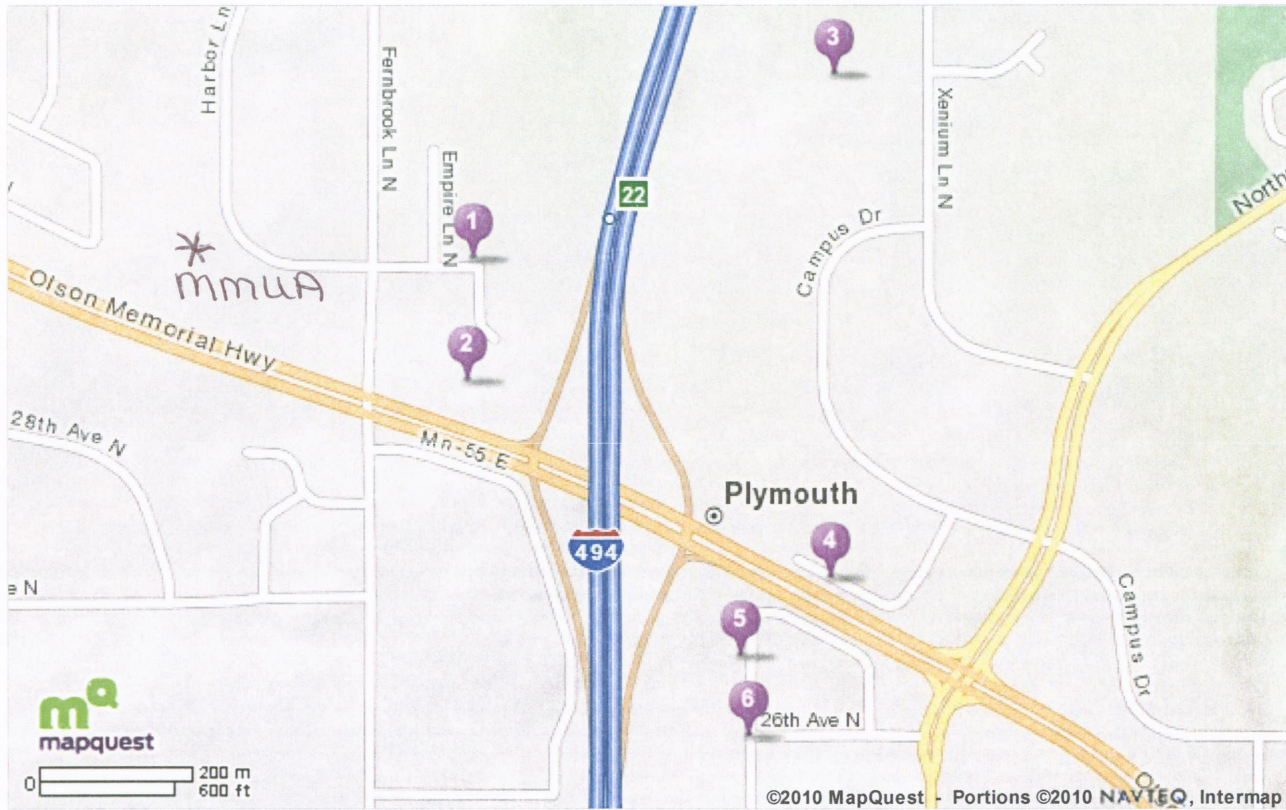 Harbor Ln
Fernbrook Ln N
Empire Ln N
22
3
Xenium Ln N
North
Campus Dr
1
MMUA
Olson Memorial Hwy
2
28th Ave N
Mn-55 E
Plymouth
494
4
e N
5
Campus Dr
6
26th Ave N
mQ
mapquest
0
200 m
600 ft
©2010 MapQuest - Portions ©2010 NAVTEQ, Intermap